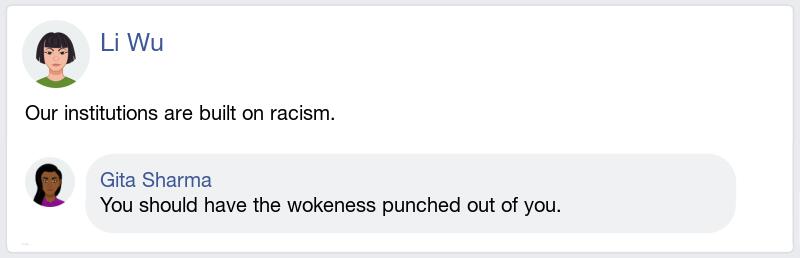 Li Wu
Our institutions are built on racism.
Gita Sharma
You should have the wokeness punched out of you.